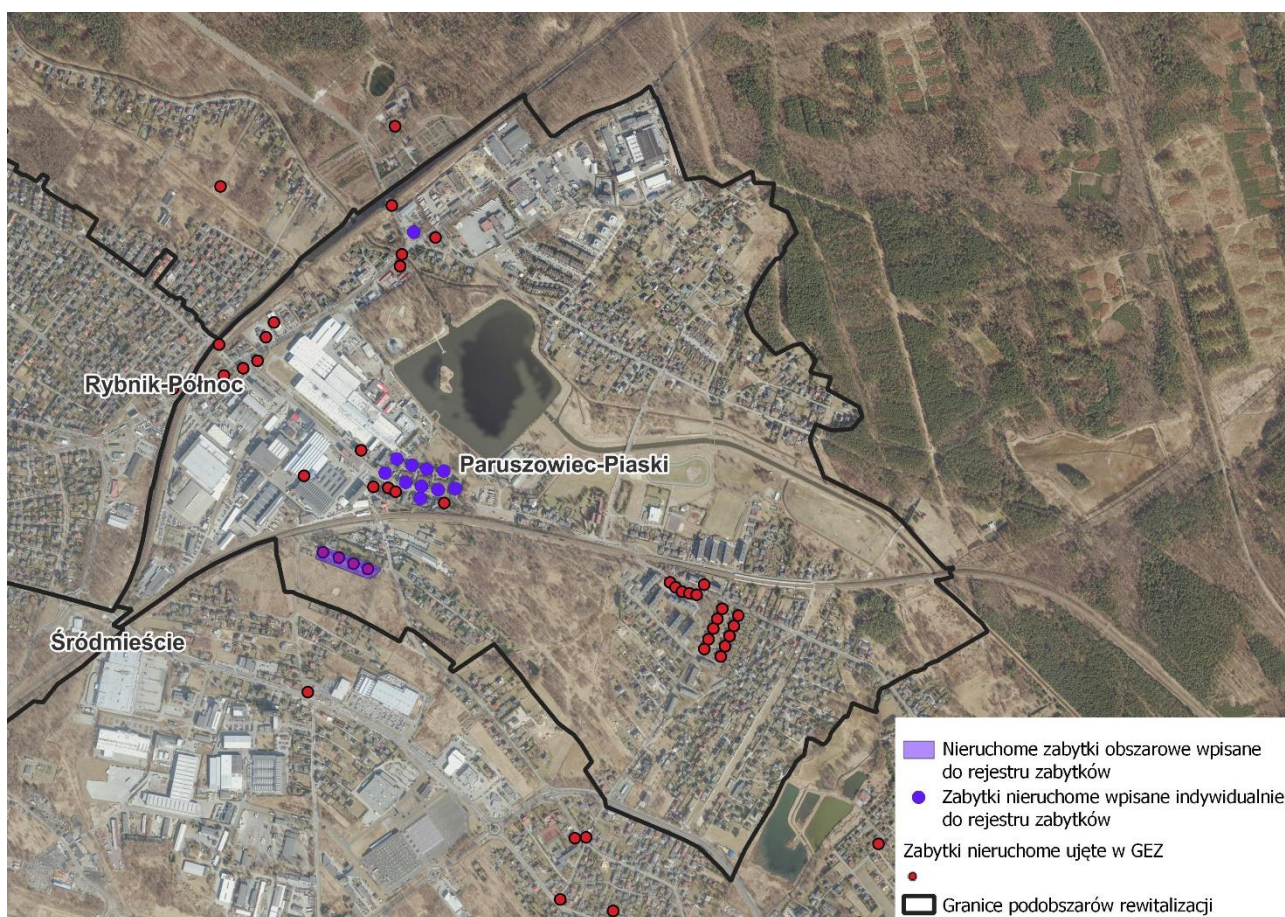 Rybnik-Północ
Paruszowiec-Piaski
Śródmieście
Nieruchome zabytki obszarowe wpisane
do rejestru zabytków
Zabytki nieruchome wpisane indywidualnie
do rejestru zabytków
Zabytki nieruchome ujęte w GEZ
Granice podobszarów rewitalizacji